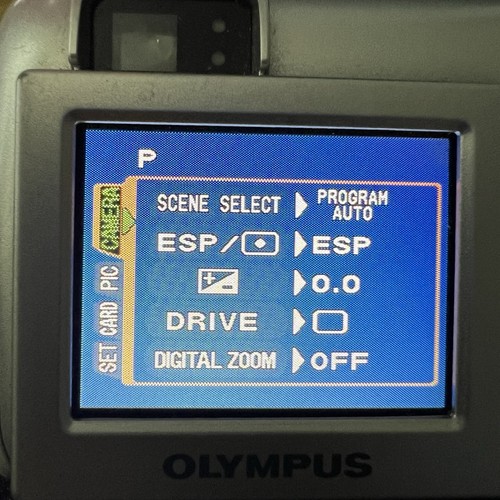 P
CAMERA
PIC
CARD
SET
SCENE SELECT PROGRAM AUTO
ESP/ ESP
+- 0.0
DRIVE
DIGITAL ZOOM OFF
OLYMPUS